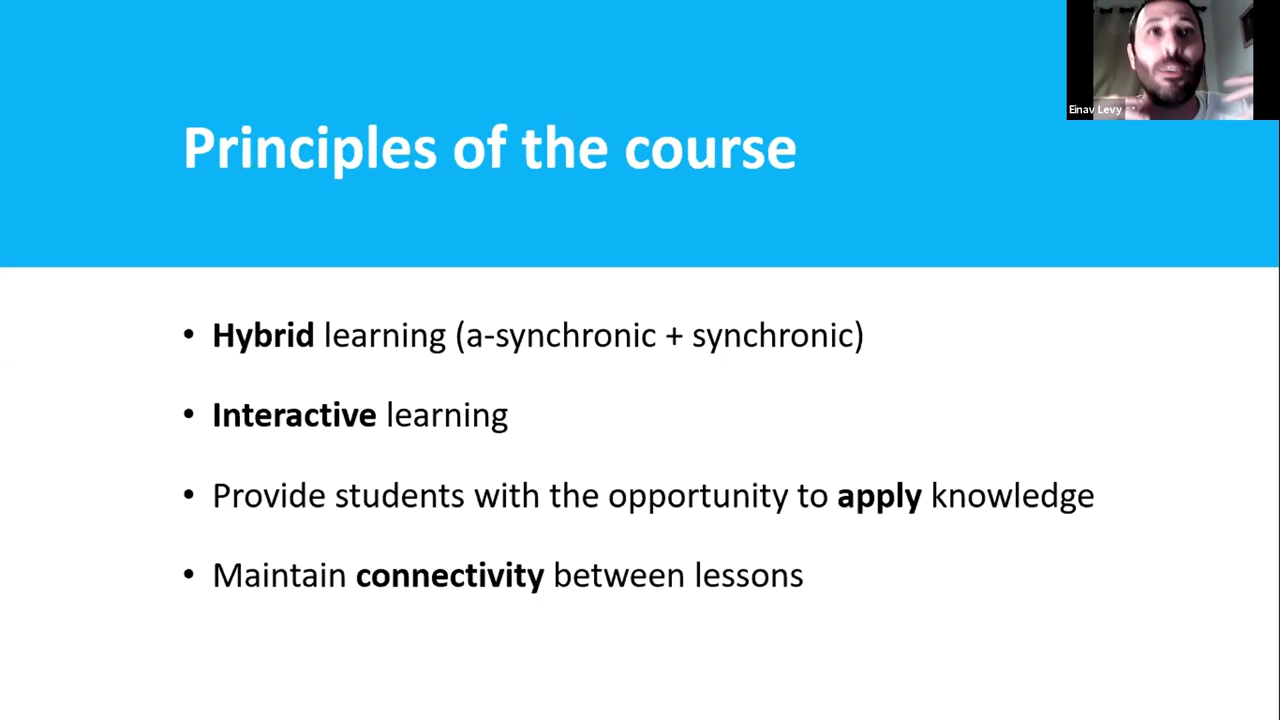 Einav Levy
Principles of the course
• Hybrid learning (a-synchronic + synchronic)
• Interactive learning
• Provide students with the opportunity to apply knowledge
• Maintain connectivity between lessons